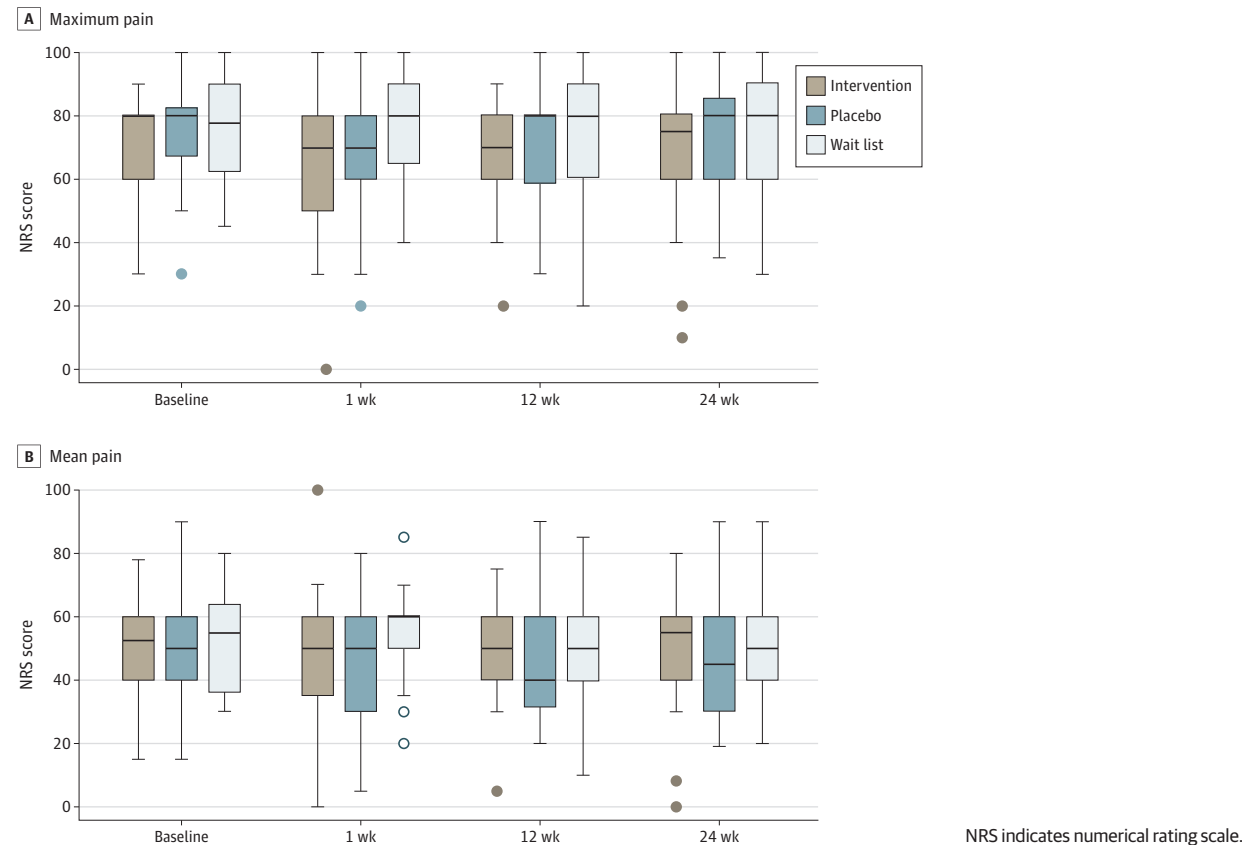 A Maximum pain
100
80
60
40
20
0
NRS score
Baseline
1 wk
12 wk
24 wk
Intervention
Placebo
Wait list
B Mean pain
100
80
60
40
20
0
NRS score
Baseline
1 wk
12 wk
24 wk
NRS indicates numerical rating scale.